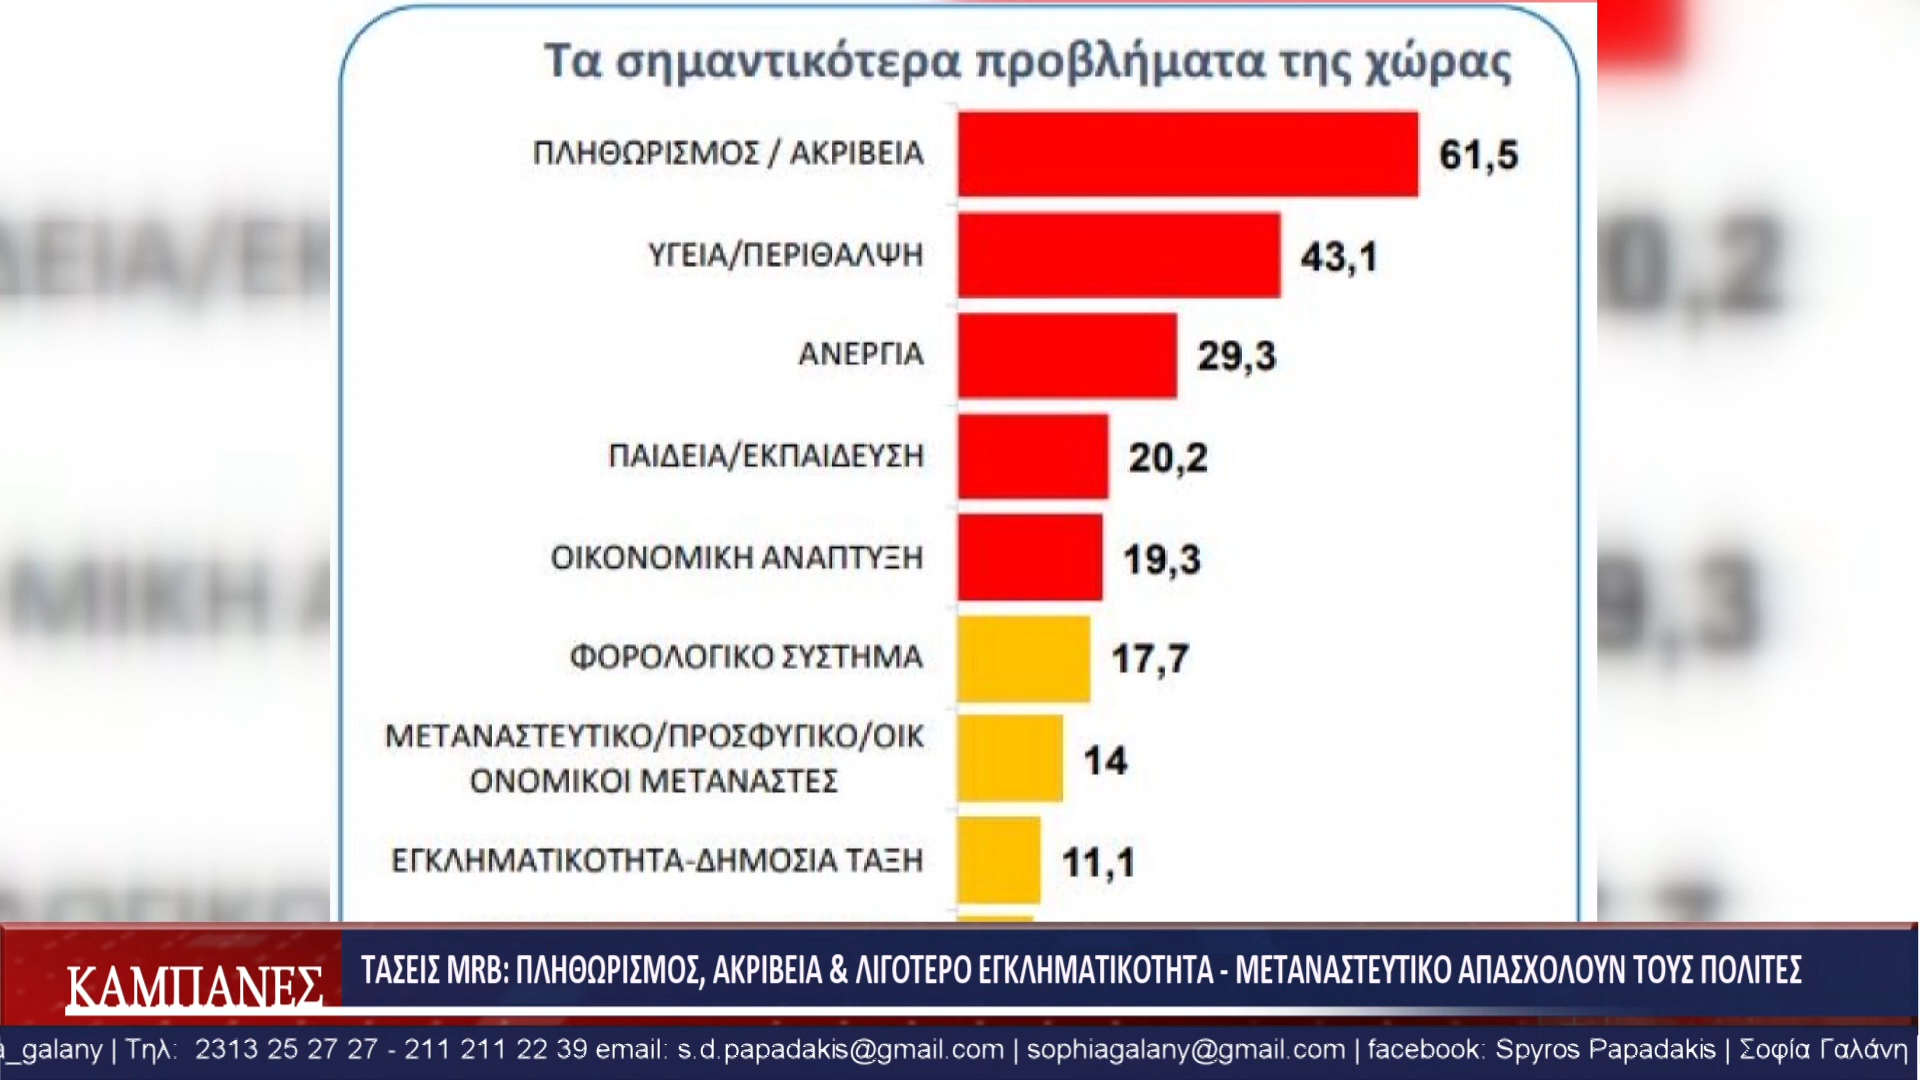 Τα σημαντικότερα προβλήματα της χώρας
ΠΛΗΘΩΡΙΣΜΟΣ / ΑΚΡΙΒΕΙΑ 61,5
ΥΓΕΙΑ/ΠΕΡΙΘΑΛΨΗ 43,1
ΑΝΕΡΓΙΑ 29,3
ΠΑΙΔΕΙΑ/ΕΚΠΑΙΔΕΥΣΗ 20,2
ΟΙΚΟΝΟΜΙΚΗ ΑΝΑΠΤΥΞΗ 19,3
ΦΟΡΟΛΟΓΙΚΟ ΣΥΣΤΗΜΑ 17,7
ΜΕΤΑΝΑΣΤΕΥΤΙΚΟ/ΠΡΟΣΦΥΓΙΚΟ/ΟΙΚ
ΟΝΟΜΙΚΟΙ ΜΕΤΑΝΑΣΤΕΣ 14
ΕΓΚΛΗΜΑΤΙΚΟΤΗΤΑ-ΔΗΜΟΣΙΑ ΤΑΞΗ 11,1
ΚΑΜΠΑΝΕΣ
ΤΑΣΕΙΣ MRB: ΠΛΗΘΩΡΙΣΜΟΣ, ΑΚΡΙΒΕΙΑ & ΛΙΓΟΤΕΡΟ ΕΓΚΛΗΜΑΤΙΚΟΤΗΤΑ - ΜΕΤΑΝΑΣΤΕΥΤΙΚΟ ΑΠΑΣΧΟΛΟΥΝ ΤΟΥΣ ΠΟΛΙΤΕΣ
_galany | Τηλ: 2313 25 27 27 - 211 211 22 39 email: s.d.papadakis@gmail.com | sophiagalany@gmail.com | facebook: Spyros Papadakis | Σοφία Γαλάνη